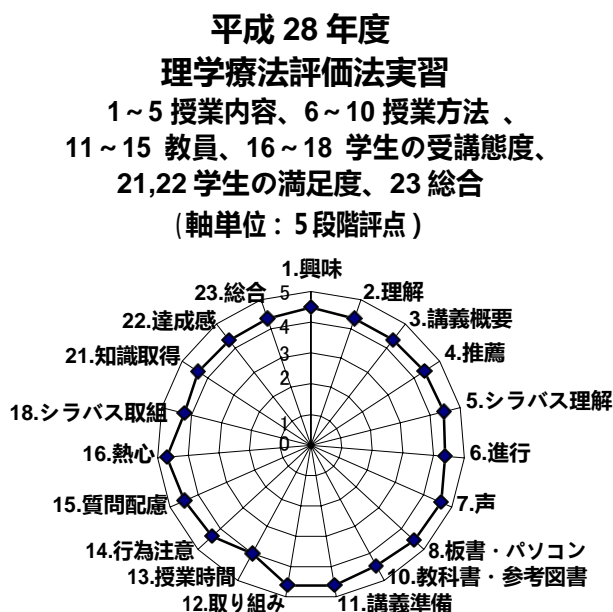 平成 28 年度
理学療法評価法実習
1～5 授業内容、6～10 授業方法 、
11～15 教員、16～18 学生の受講態度、
21,22 学生の満足度、23 総合
（軸単位：５段階評点）
1.興味
23.総合
2.理解
22.達成感
3.講義概要
21.知識取得
4.推薦
18.シラバス取組
5.シラバス理解
16.熱心
6.進行
15.質問配慮
7.声
14.行為注意
8.板書・パソコン
13.授業時間
10.教科書・参考図書
12.取り組み
11.講義準備
5
4
3
2
1
0